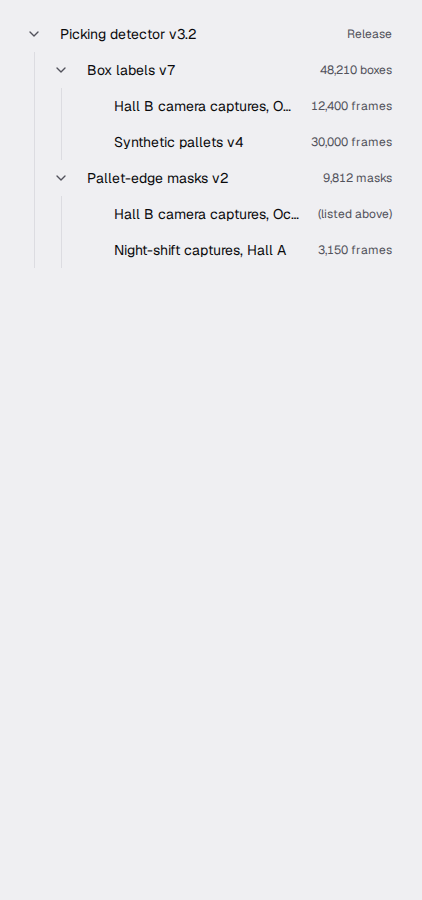 Picking detector v3.2 Release
Box labels v7 48,210 boxes
Hall B camera captures, O... 12,400 frames
Synthetic pallets v4 30,000 frames
Pallet-edge masks v2 9,812 masks
Hall B camera captures, Oc... (listed above)
Night-shift captures, Hall A 3,150 frames